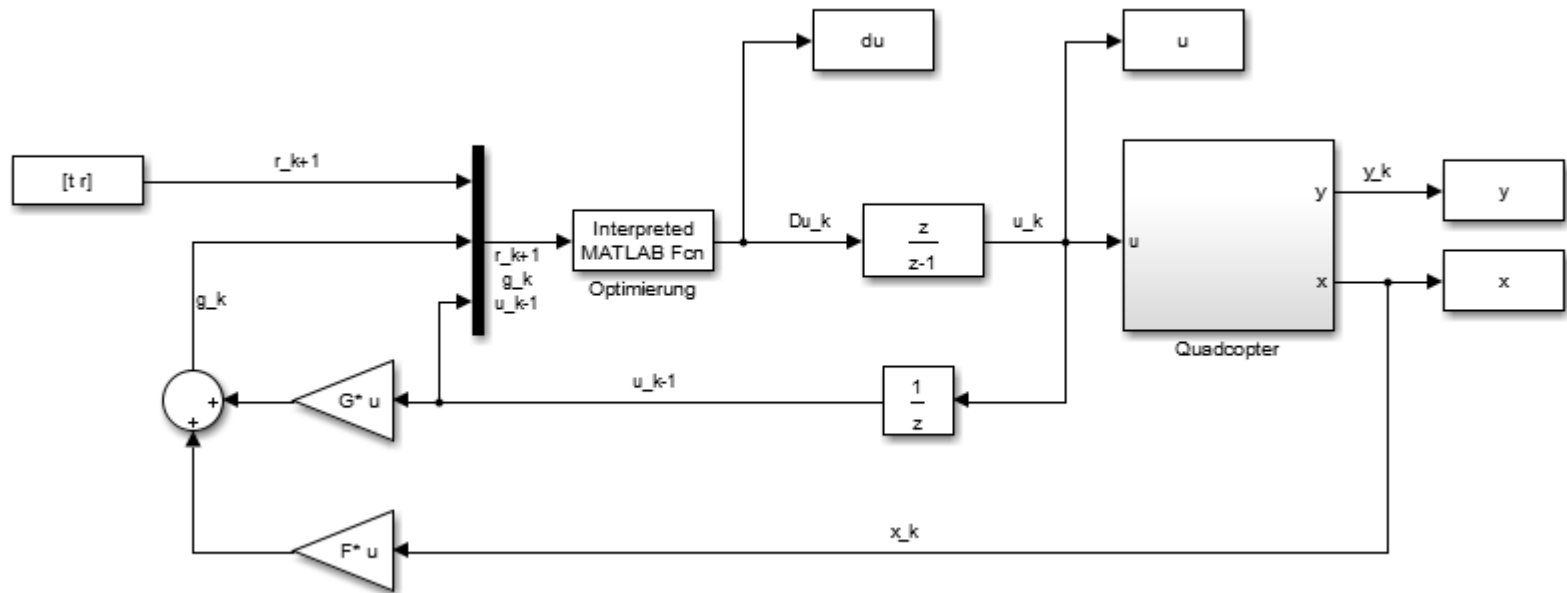 du
u
[t r]
r_k+1
g_k
Interpreted
MATLAB Fcn
Optimierung
r_k+1
g_k
u_k-1
Du_k
z
z-1
u_k
u
y
x
Quadcopter
y_k
y
x
+
+
G* u
u_k-1
1
z
F* u
x_k